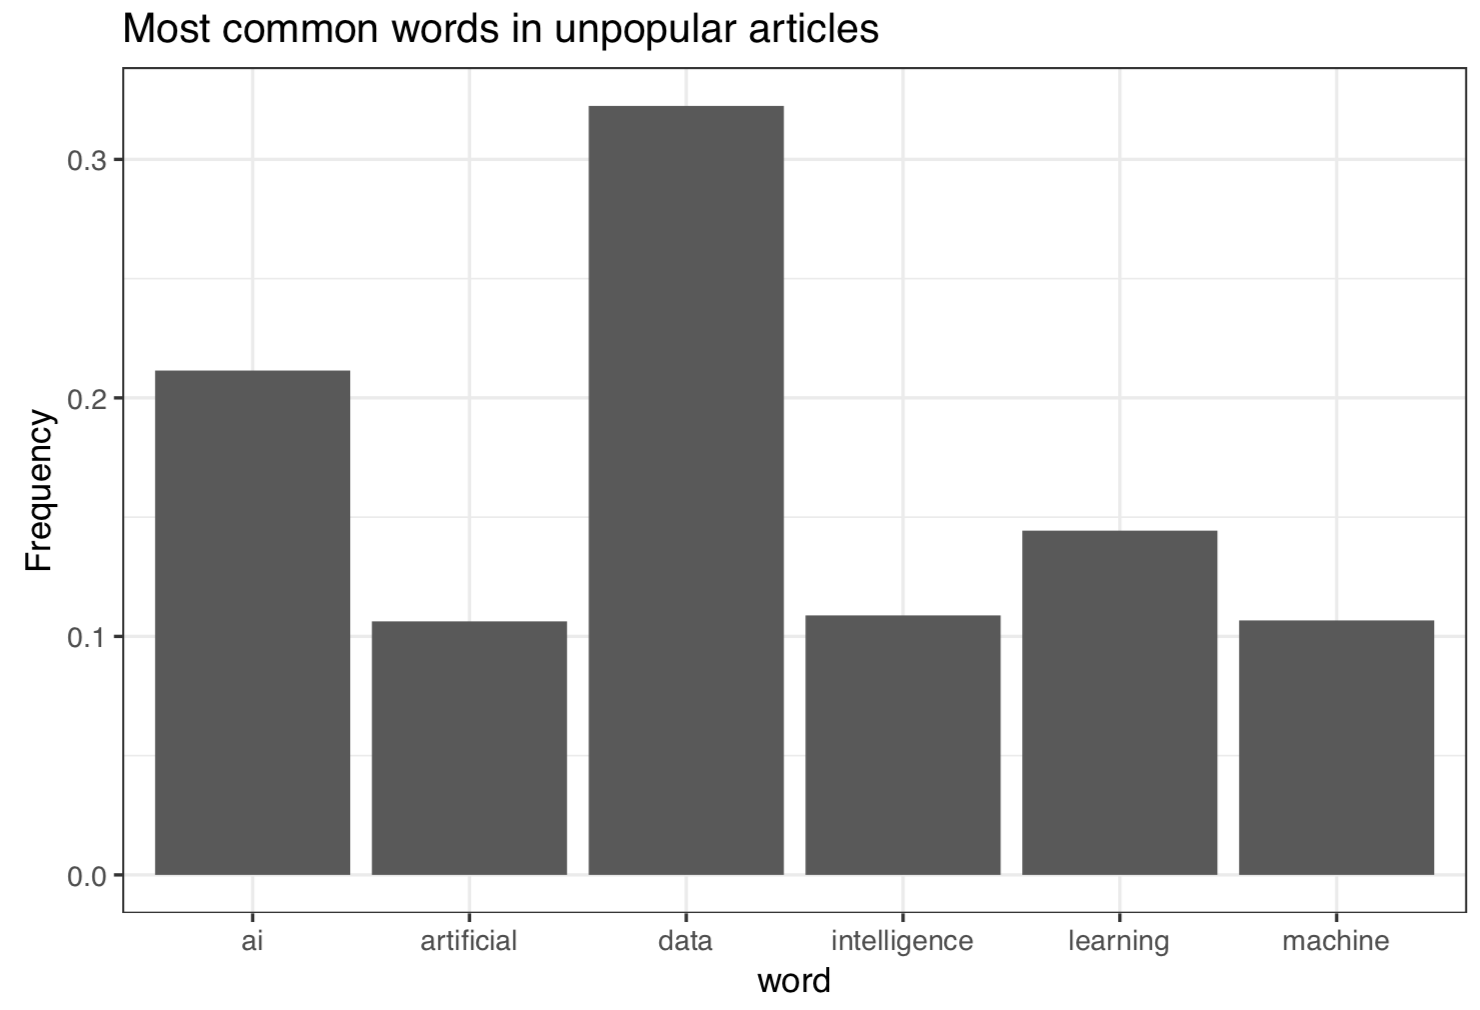 Most common words in unpopular articles
0.3
0.2
0.1
0.0
Frequency
ai artificial data intelligence learning machine
word